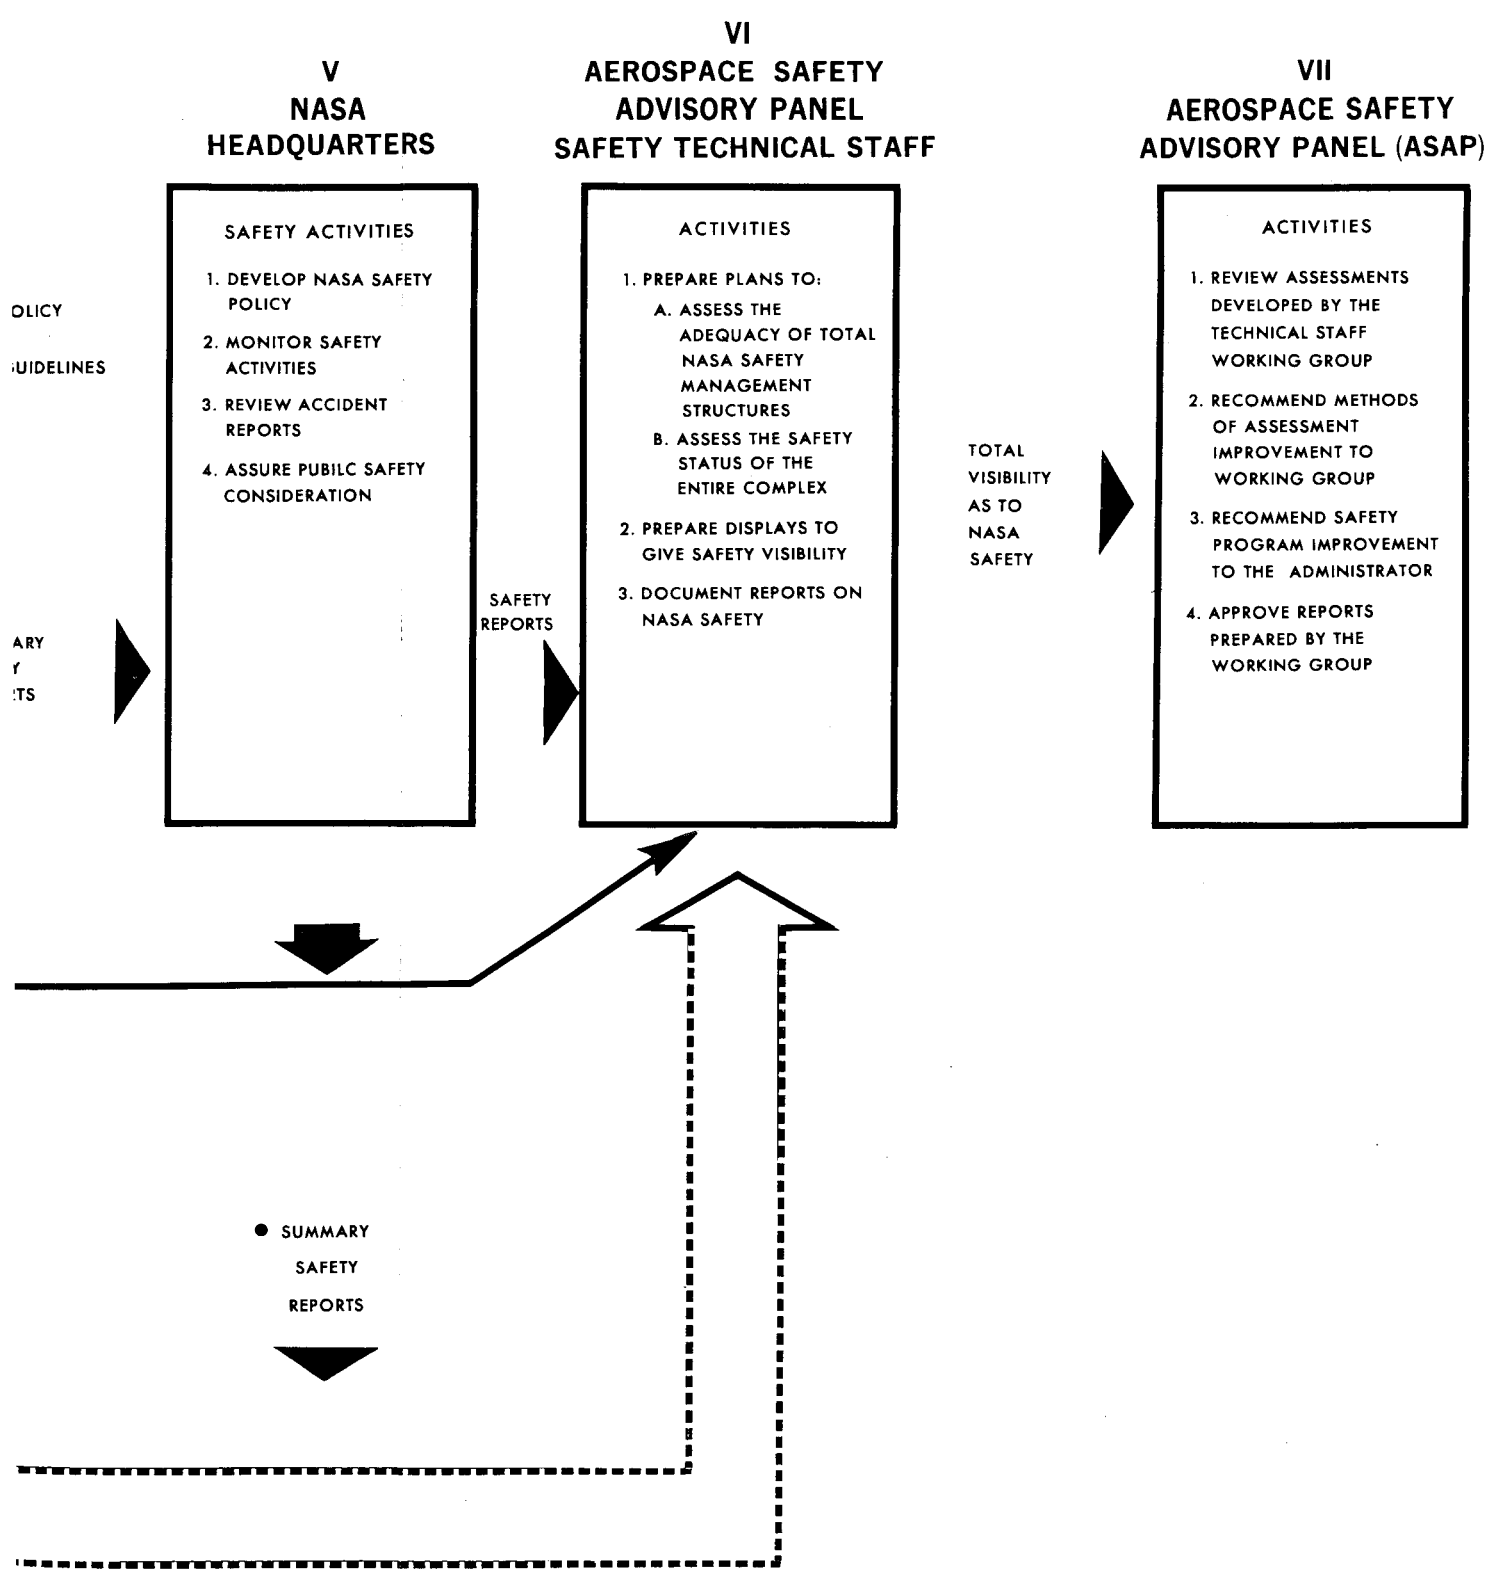 V
NASA
HEADQUARTERS
VI
AEROSPACE SAFETY
ADVISORY PANEL
SAFETY TECHNICAL STAFF
VII
AEROSPACE SAFETY
ADVISORY PANEL (ASAP)
OLICY
UIDELINES
ARY
Y
TS
SAFETY ACTIVITIES
1. DEVELOP NASA SAFETY
POLICY
2. MONITOR SAFETY
ACTIVITIES
3. REVIEW ACCIDENT
REPORTS
4. ASSURE PUBILC SAFETY
CONSIDERATION
SAFETY
REPORTS
ACTIVITIES
1. PREPARE PLANS TO:
A. ASSESS THE
ADEQUACY OF TOTAL
NASA SAFETY
MANAGEMENT
STRUCTURES
B. ASSESS THE SAFETY
STATUS OF THE
ENTIRE COMPLEX
2. PREPARE DISPLAYS TO
GIVE SAFETY VISIBILITY
3. DOCUMENT REPORTS ON
NASA SAFETY
TOTAL
VISIBILITY
AS TO
NASA
SAFETY
ACTIVITIES
1. REVIEW ASSESSMENTS
DEVELOPED BY THE
TECHNICAL STAFF
WORKING GROUP
2. RECOMMEND METHODS
OF ASSESSMENT
IMPROVEMENT TO
WORKING GROUP
3. RECOMMEND SAFETY
PROGRAM IMPROVEMENT
TO THE ADMINISTRATOR
4. APPROVE REPORTS
PREPARED BY THE
WORKING GROUP
● SUMMARY
SAFETY
REPORTS